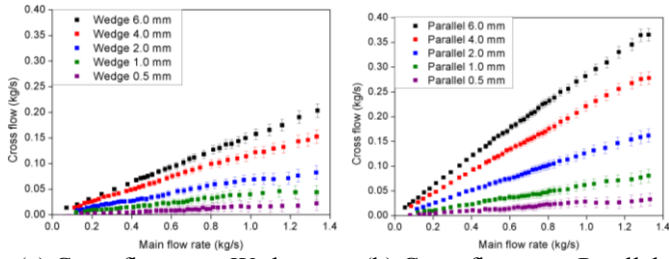 0.40
0.35
0.30
0.25
0.20
0.15
0.10
0.05
0.00
Cross flow (kg/s)
Wedge 6.0 mm
Wedge 4.0 mm
Wedge 2.0 mm
Wedge 1.0 mm
Wedge 0.5 mm
0.0 0.2 0.4 0.6 0.8 1.0 1.2 1.4
Main flow rate (kg/s)
0.40
0.35
0.30
0.25
0.20
0.15
0.10
0.05
0.00
Cross flow (kg/s)
Parallel 6.0 mm
Parallel 4.0 mm
Parallel 2.0 mm
Parallel 1.0 mm
Parallel 0.5 mm
0.0 0.2 0.4 0.6 0.8 1.0 1.2 1.4
Main flow rate (kg/s)